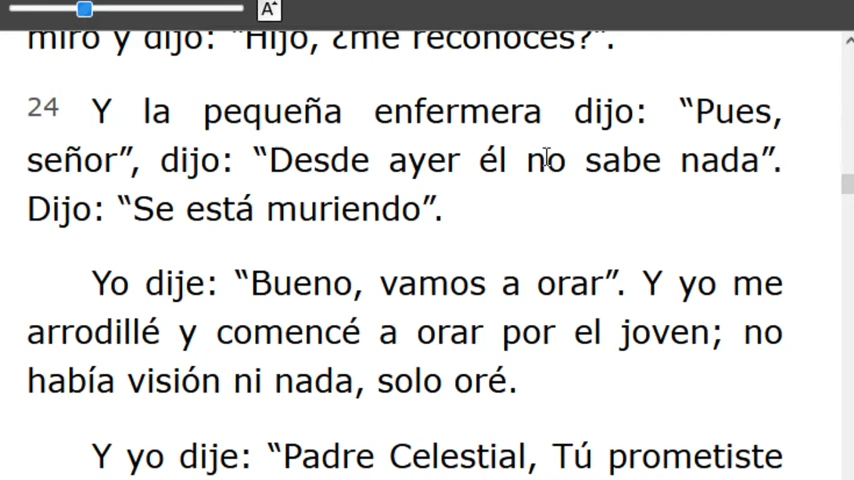 A
miró y dijo: “Hijo, ¿me reconoces?”.
24 Y la pequeña enfermera dijo: “Pues,
señor”, dijo: “Desde ayer él no sabe nada”.
Dijo: “Se está muriendo”.
Yo dije: “Bueno, vamos a orar”. Y yo me
arrodillé y comencé a orar por el joven; no
había visión ni nada, solo oré.
Y yo dije: “Padre Celestial, Tú prometiste